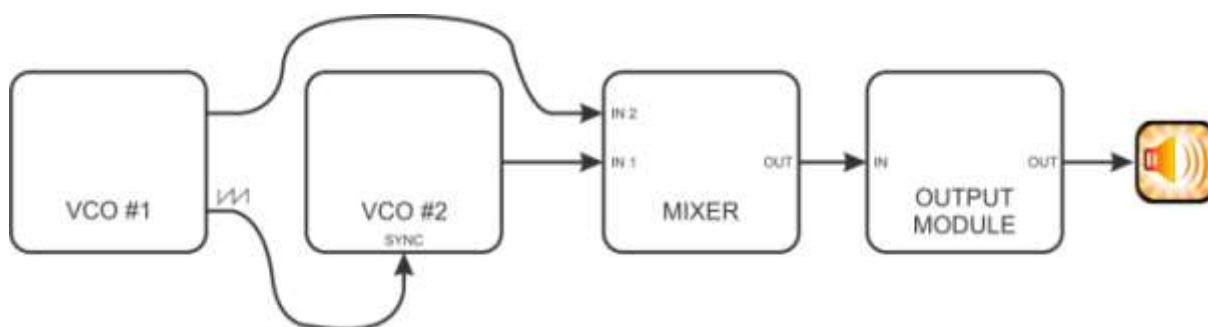 IN 2
IN 1
OUT
IN
OUT
VCO #1
VCO #2
SYNC
MIXER
OUTPUT
MODULE